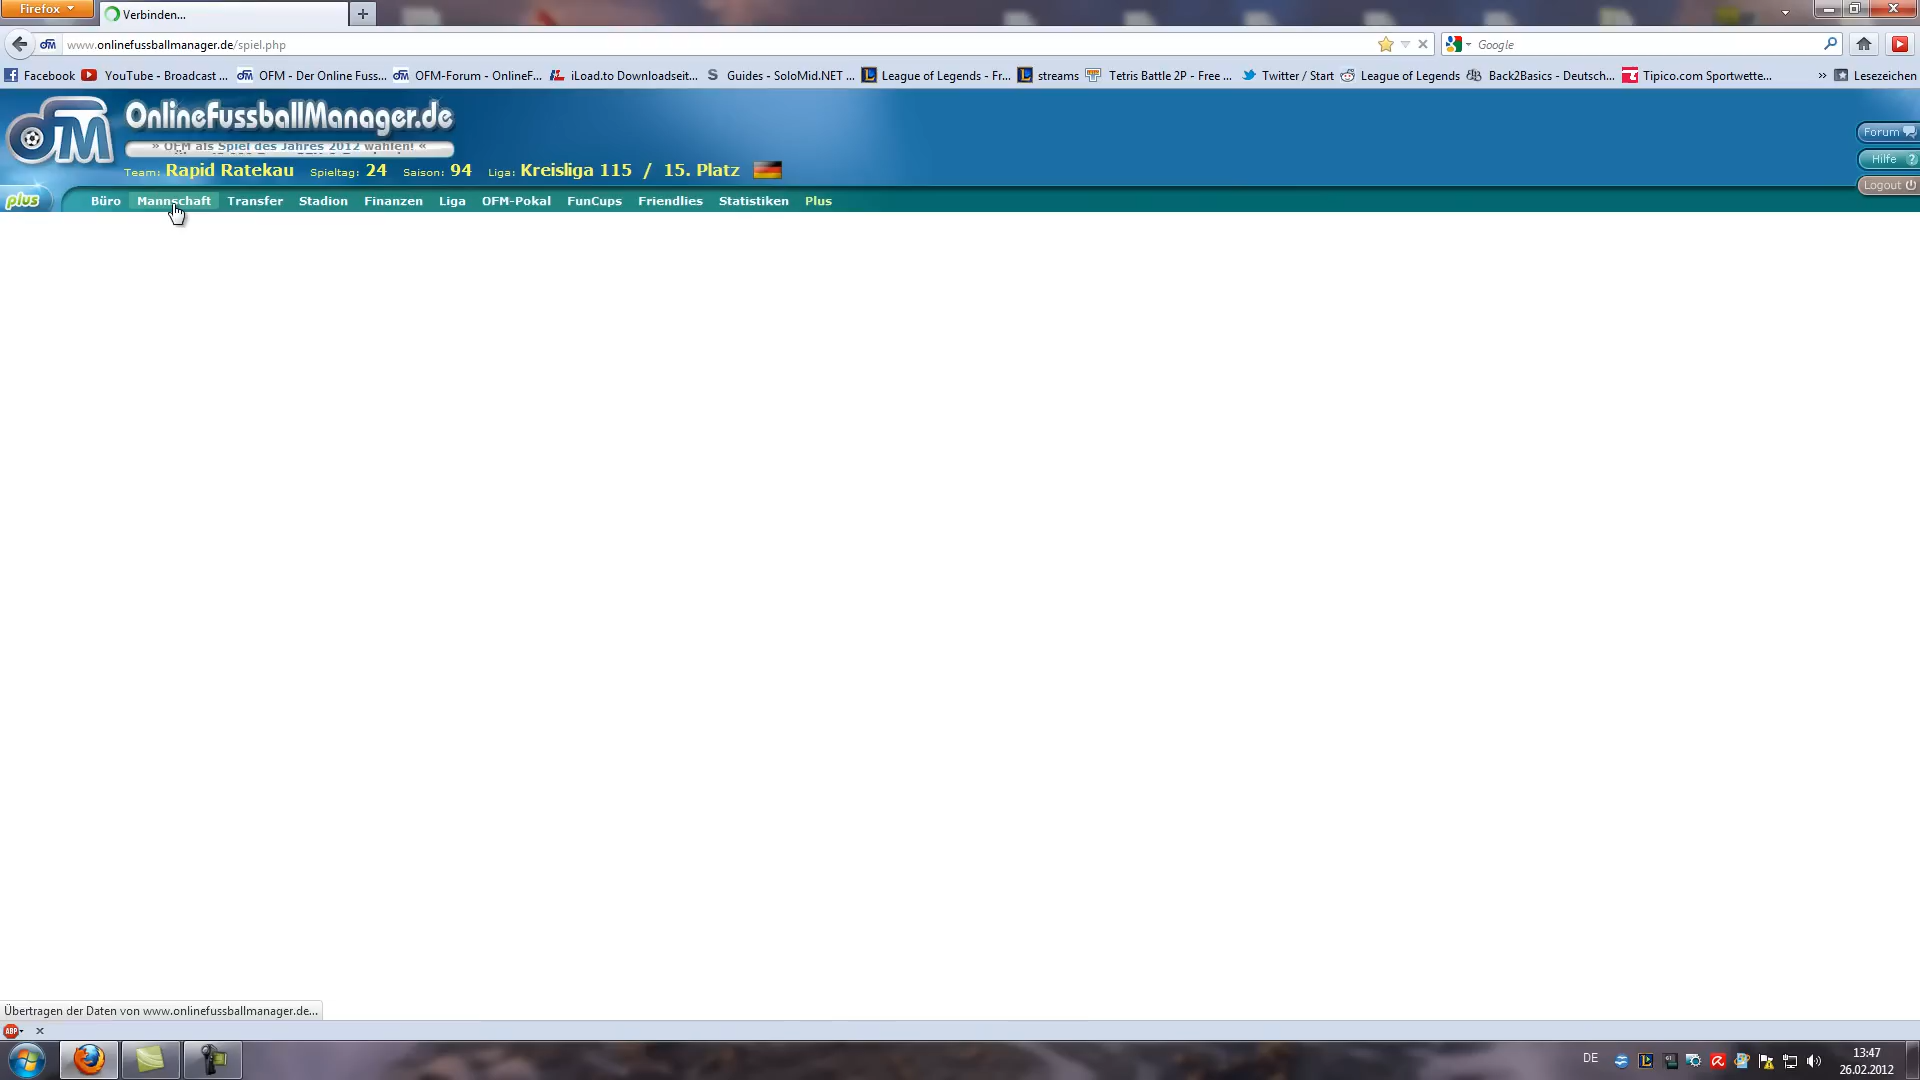 Firefox
Verbinden...
www.onlinefussballmanager.de/spiel.php
Google
Facebook
YouTube - Broadcast ...
OFM - Der Online Fuss...
OFM-Forum - OnlineF...
iLoad.to Downloadseit...
Guides - SoloMid.NET ...
League of Legends - Fr...
streams
Tetris Battle 2P - Free ...
Twitter / Start
League of Legends
Back2Basics - Deutsch...
Tipico.com Sportwette...
»
Lesezeichen
OFM
OnlineFussballManager.de
» OFM als Spiel des Jahres 2012 wählen! «
Team: Rapid Ratekau Spieltag: 24 Saison: 94 Liga: Kreisliga 115 / 15. Platz
Forum
Hilfe ?
Logout
plus
Büro Mannschaft Transfer Stadion Finanzen Liga OFM-Pokal FunCups Friendlies Statistiken Plus
Übertragen der Daten von www.onlinefussballmanager.de...
ABP
DE
13:47
26.02.2012